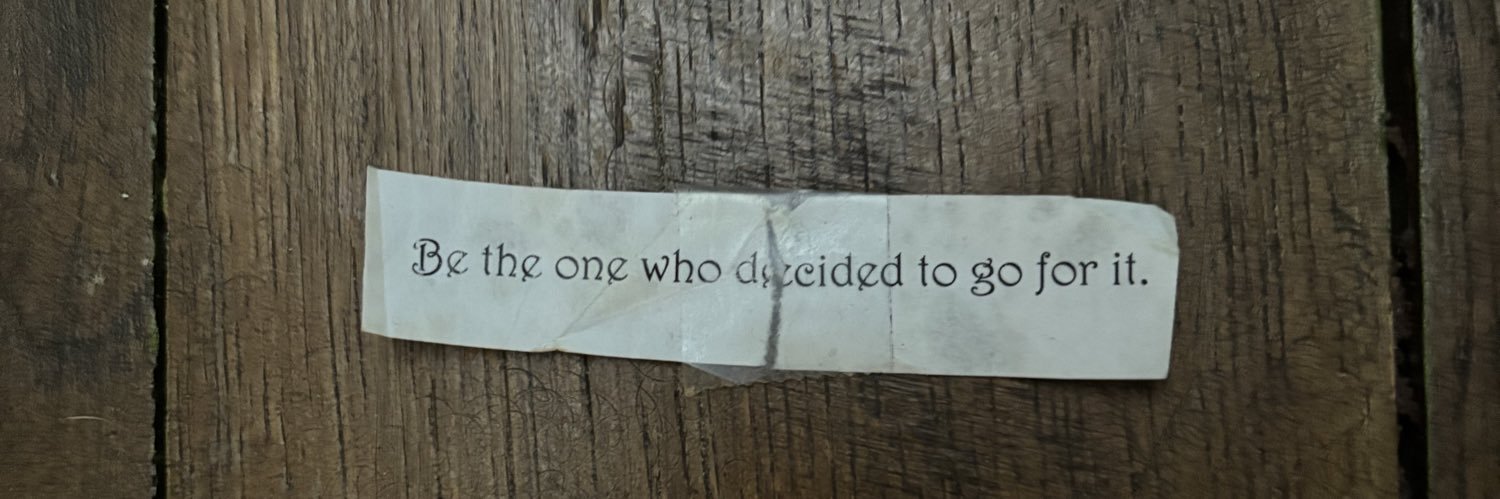 Be the one who decided to go for it.